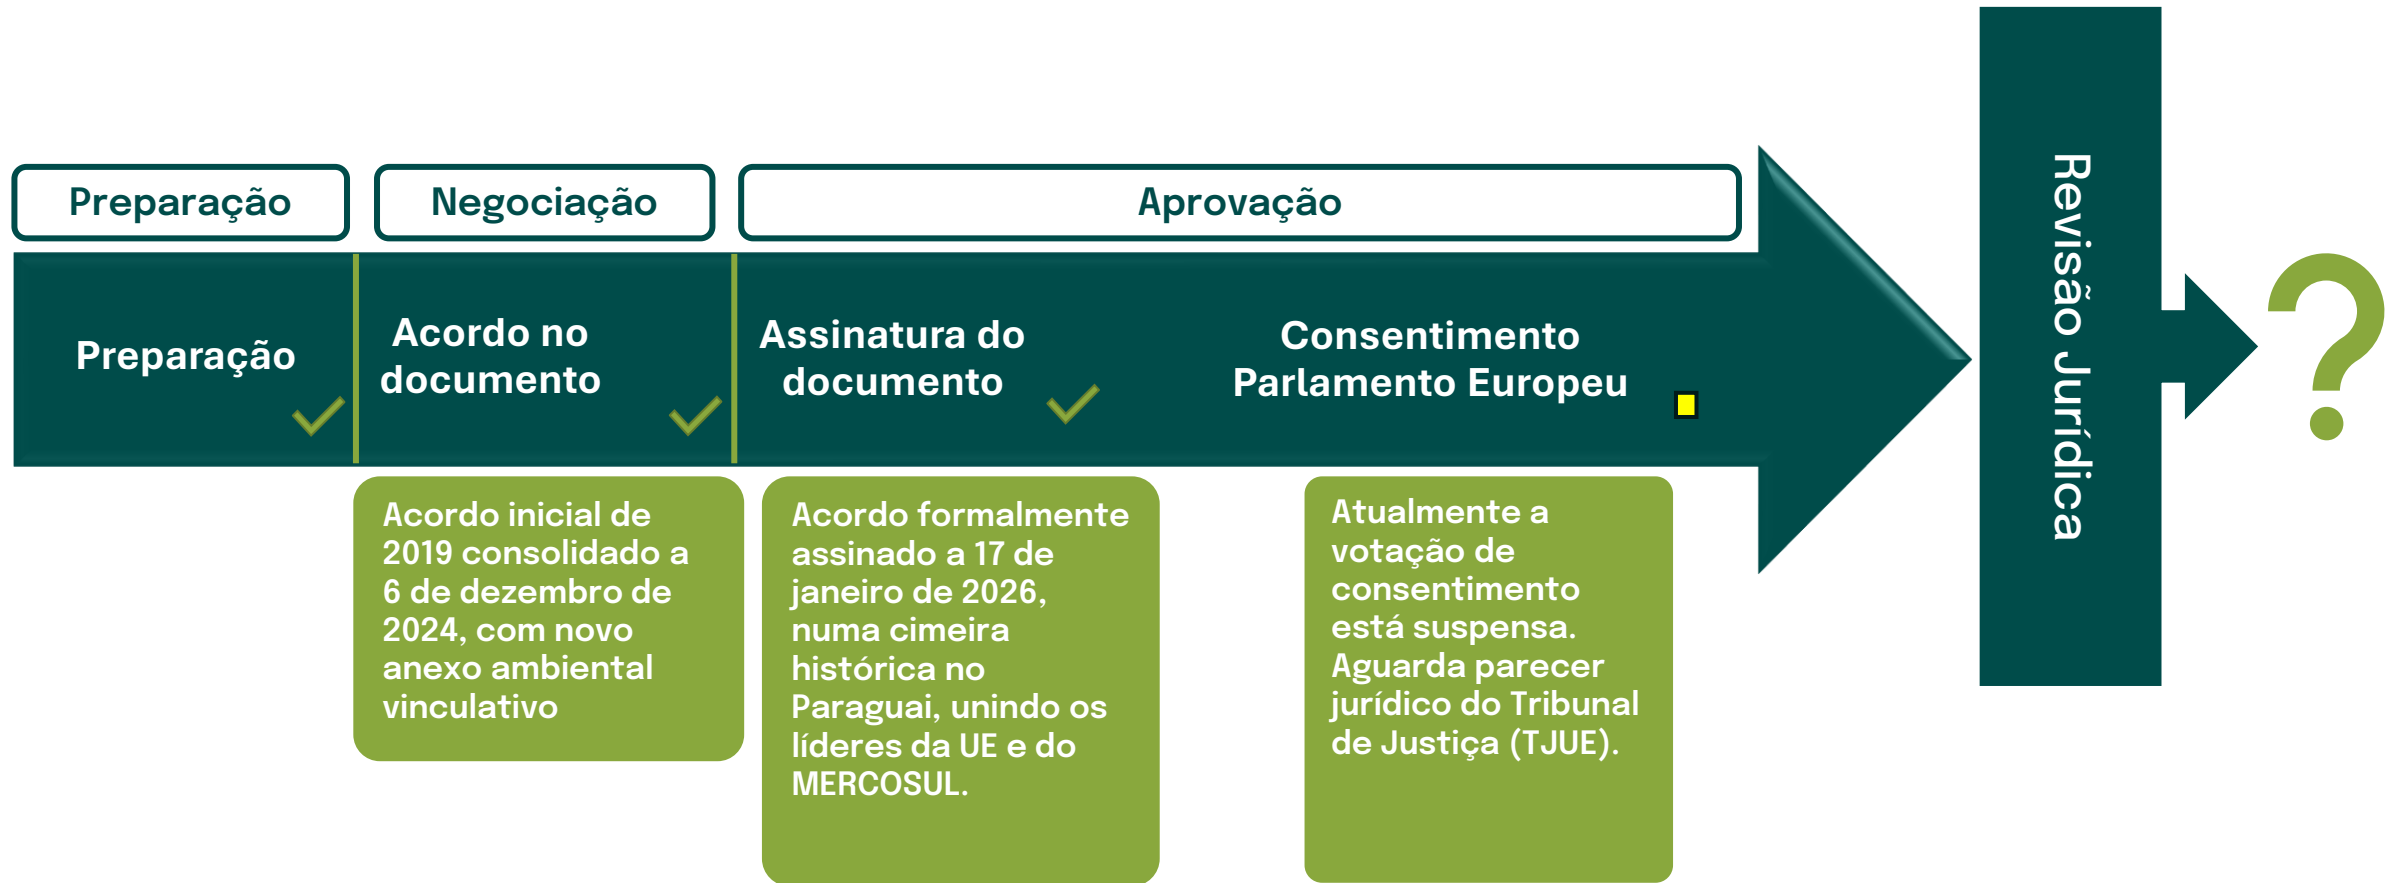 Preparação
Negociação
Aprovação
Preparação
Acordo no
documento
Assinatura do
documento
Consentimento
Parlamento Europeu
Acordo inicial de
2019 consolidado a
6 de dezembro de
2024, com novo
anexo ambiental
vinculativo
Acordo formalmente
assinado a 17 de
janeiro de 2026,
numa cimeira
histórica no
Paraguai, unindo os
líderes da UE e do
MERCOSUL.
Atualmente a
votação de
consentimento
está suspensa.
Aguarda parecer
jurídico do Tribunal
de Justiça (TJUE).
Revisão Jurídica
?